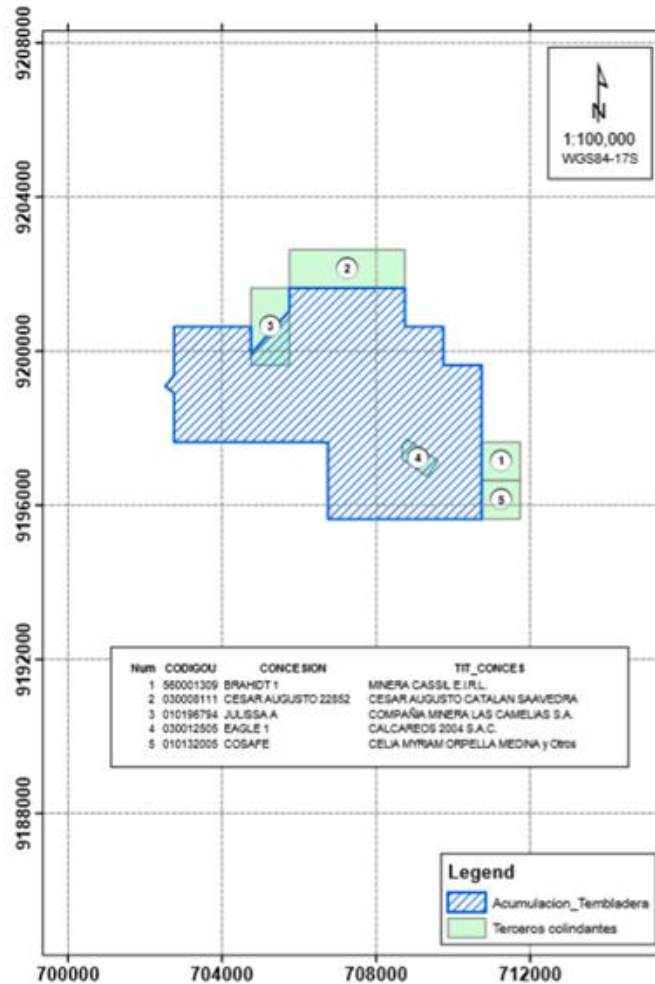 9208000
N
1:100,000
WGS84-17S
9204000
2
3
9200000
4
1
5
9196000
9192000
Num CODIGOU CONCESION TIT_CONCES
1 560001309 BRAHIDT 1 MINERA CASSIL E.I.R.L.
2 030008111 CESAR AUGUSTO 22852 CESAR AUGUSTO CATALAN SAAVEDRA
3 010196794 JULISSA A COMPAÑIA MINERA LAS CAMELIAS S.A.
4 030012505 EAGLE 1 CALCAREOS 2004 S.A.C.
5 010132005 COSAFE CELIA MYRIAM ORPELLA MEDINA y Otros
9188000
Legend
Acumulacion_Tembladera
Terceros colindantes
700000 704000 708000 712000